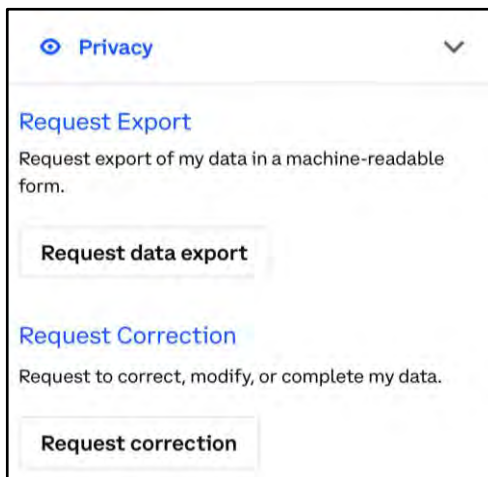 Privacy
Request Export
Request export of my data in a machine-readable
form.
Request data export
Request Correction
Request to correct, modify, or complete my data.
Request correction